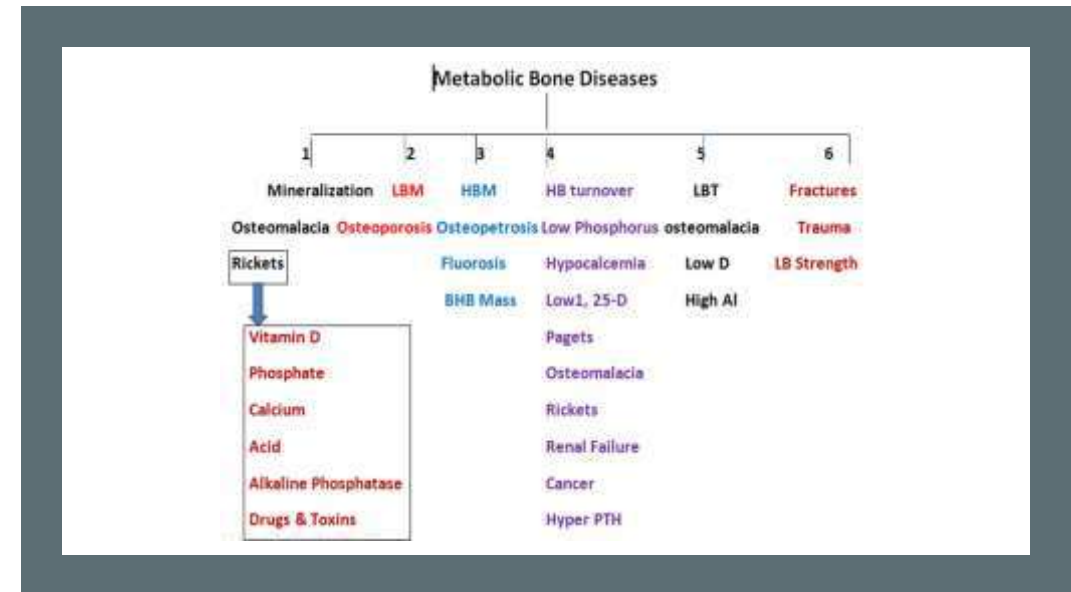 Metabolic Bone Diseases
1 2 3 4 5 6
Mineralization LBM HBM HB turnover LBT Fractures
Osteomalacia Osteoporosis Osteopetrosis Low Phosphorus osteomalacia Trauma
Rickets Fluorosis Hypocalcemia Low D LB Strength
BHB Mass Low1, 25-D High Al
Vitamin D Pagets
Phosphate Osteomalacia
Calcium Rickets
Acid Renal Failure
Alkaline Phosphatase Cancer
Drugs & Toxins Hyper PTH